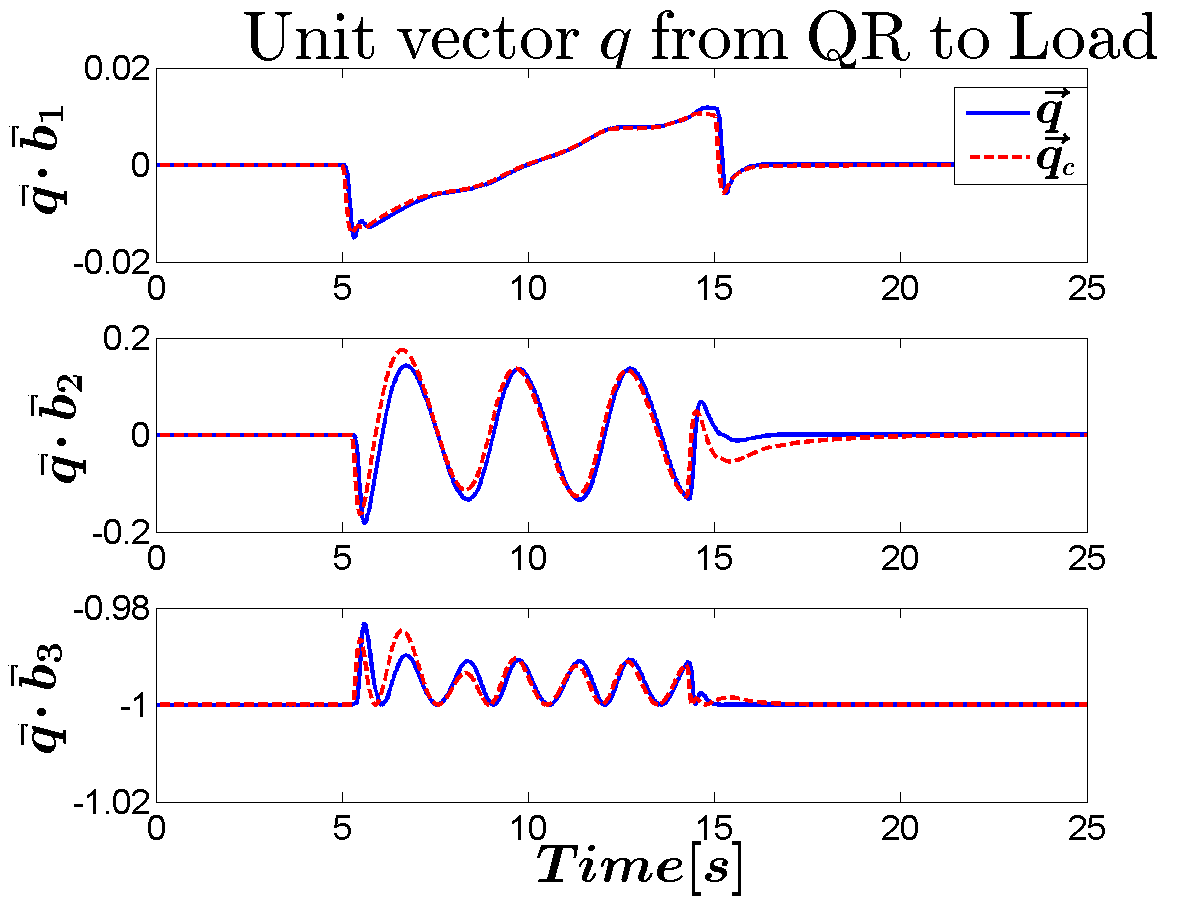 Unit vector q from QR to Load
0.02
0
-0.02
q̄ · b̄₁
q⃗
q⃗c
0 5 10 15 20 25
0.2
0
-0.2
q̄ · b̄₂
0 5 10 15 20 25
-0.98
-1
-1.02
q̄ · b̄₃
0 5 10 15 20 25
Time[s]